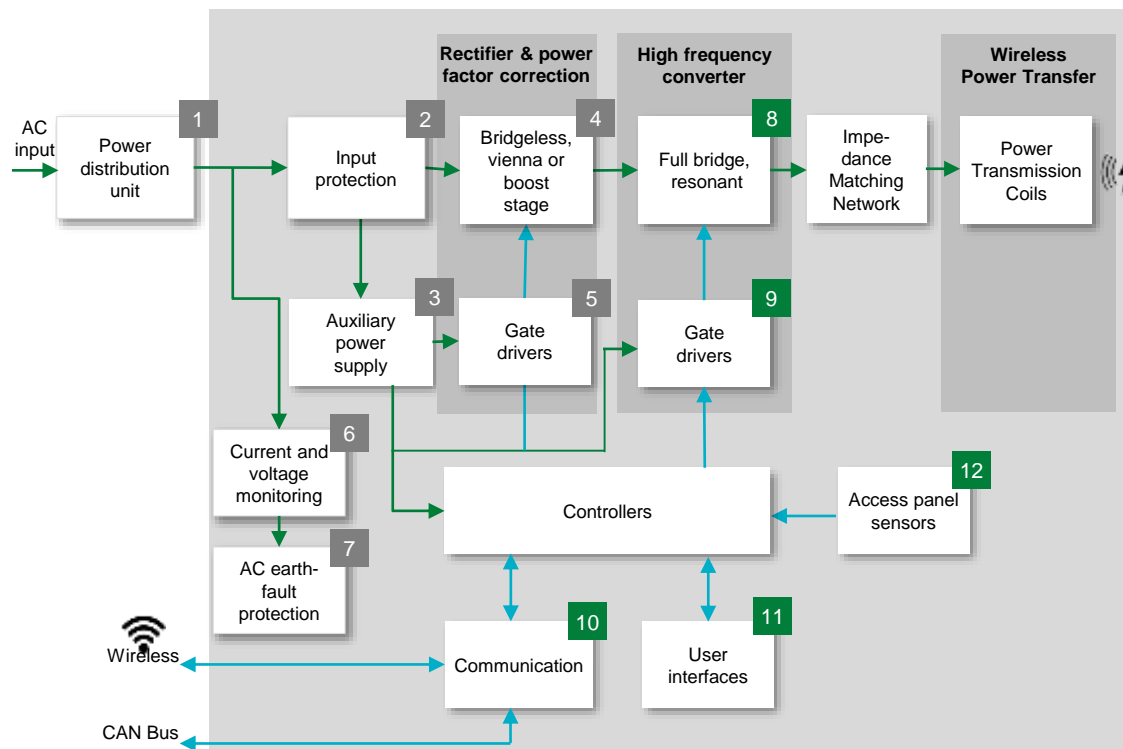 Rectifier & power
factor correction
High frequency
converter
Wireless
Power Transfer
AC
input
1
Power
distribution
unit
2
Input
protection
4
Bridgeless,
vienna or
boost
stage
8
Full bridge,
resonant
Impe-
dance
Matching
Network
Power
Transmission
Coils
3
Auxiliary
power
supply
5
Gate
drivers
9
Gate
drivers
6
Current and
voltage
monitoring
7
AC earth-
fault
protection
Controllers
12
Access panel
sensors
10
Communication
11
User
interfaces
Wireless
CAN Bus